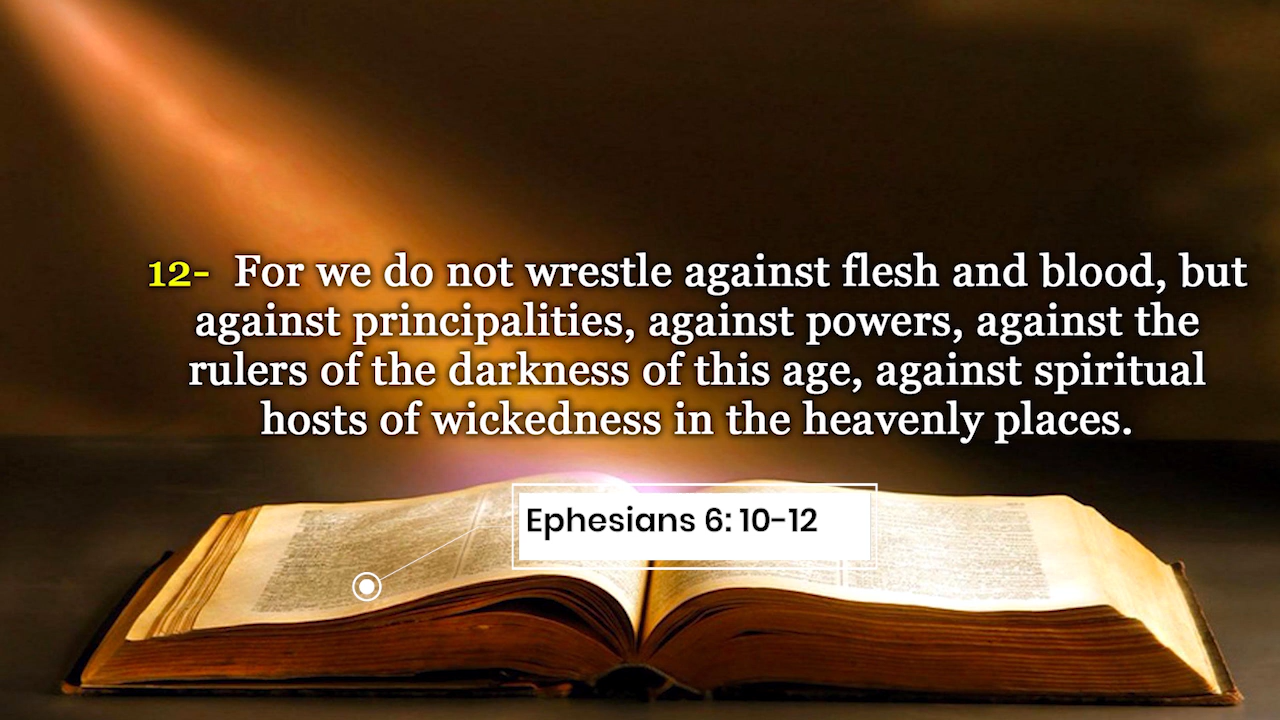 12- For we do not wrestle against flesh and blood, but
against principalities, against powers, against the
rulers of the darkness of this age, against spiritual
hosts of wickedness in the heavenly places.
Ephesians 6: 10-12